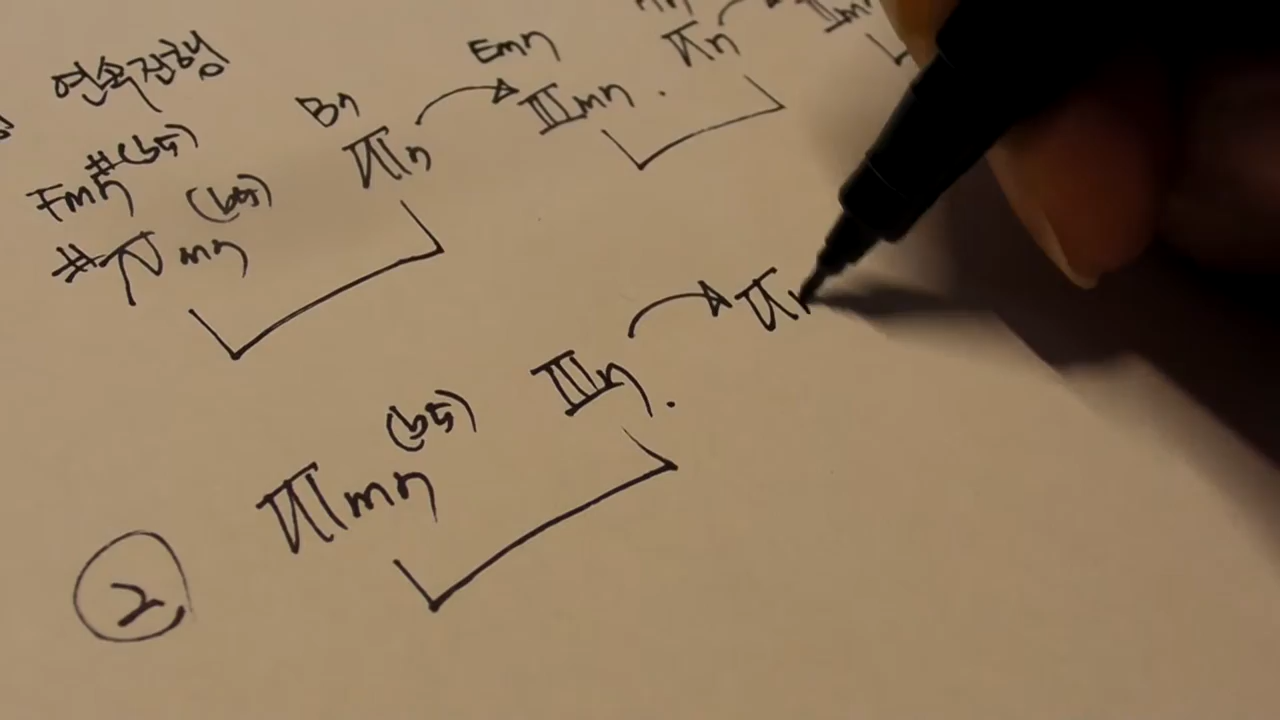 연속진행
Fm7#(b5) B7 Em7
#IVm7(b5) VII7 IIIm7 . VI7
② VIIm7(b5) III7. VI